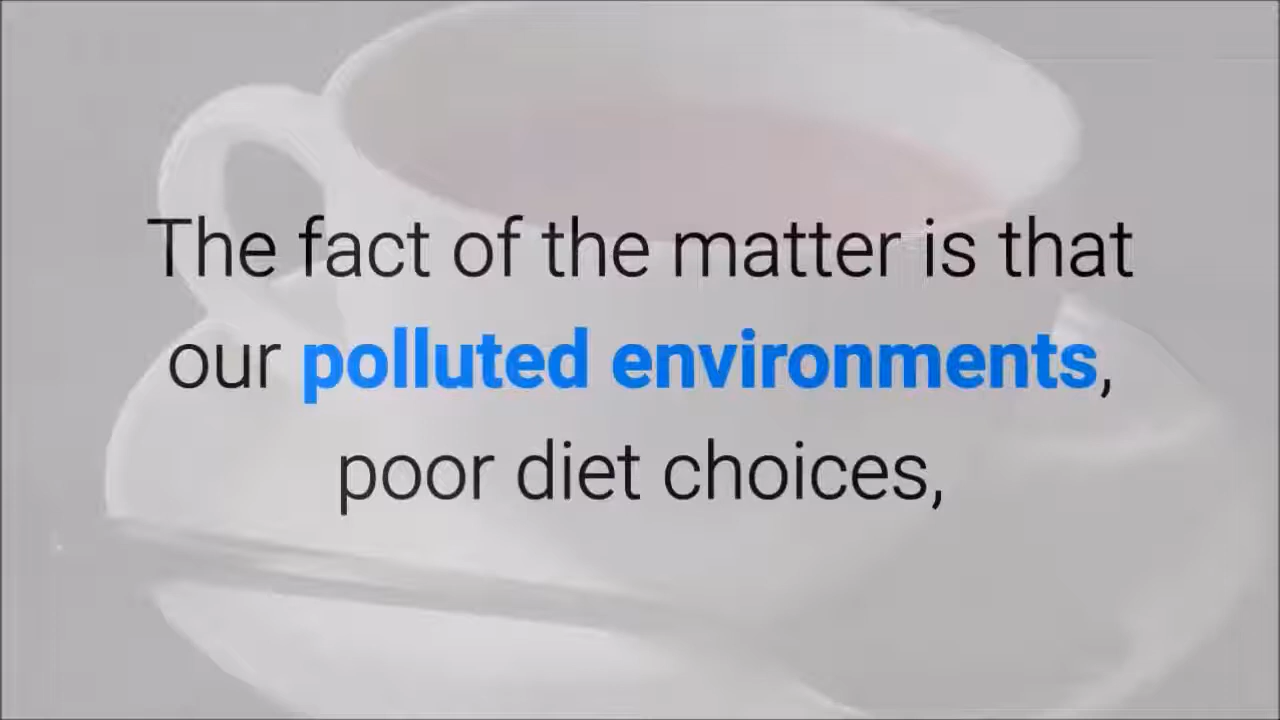 The fact of the matter is that
our polluted environments,
poor diet choices,